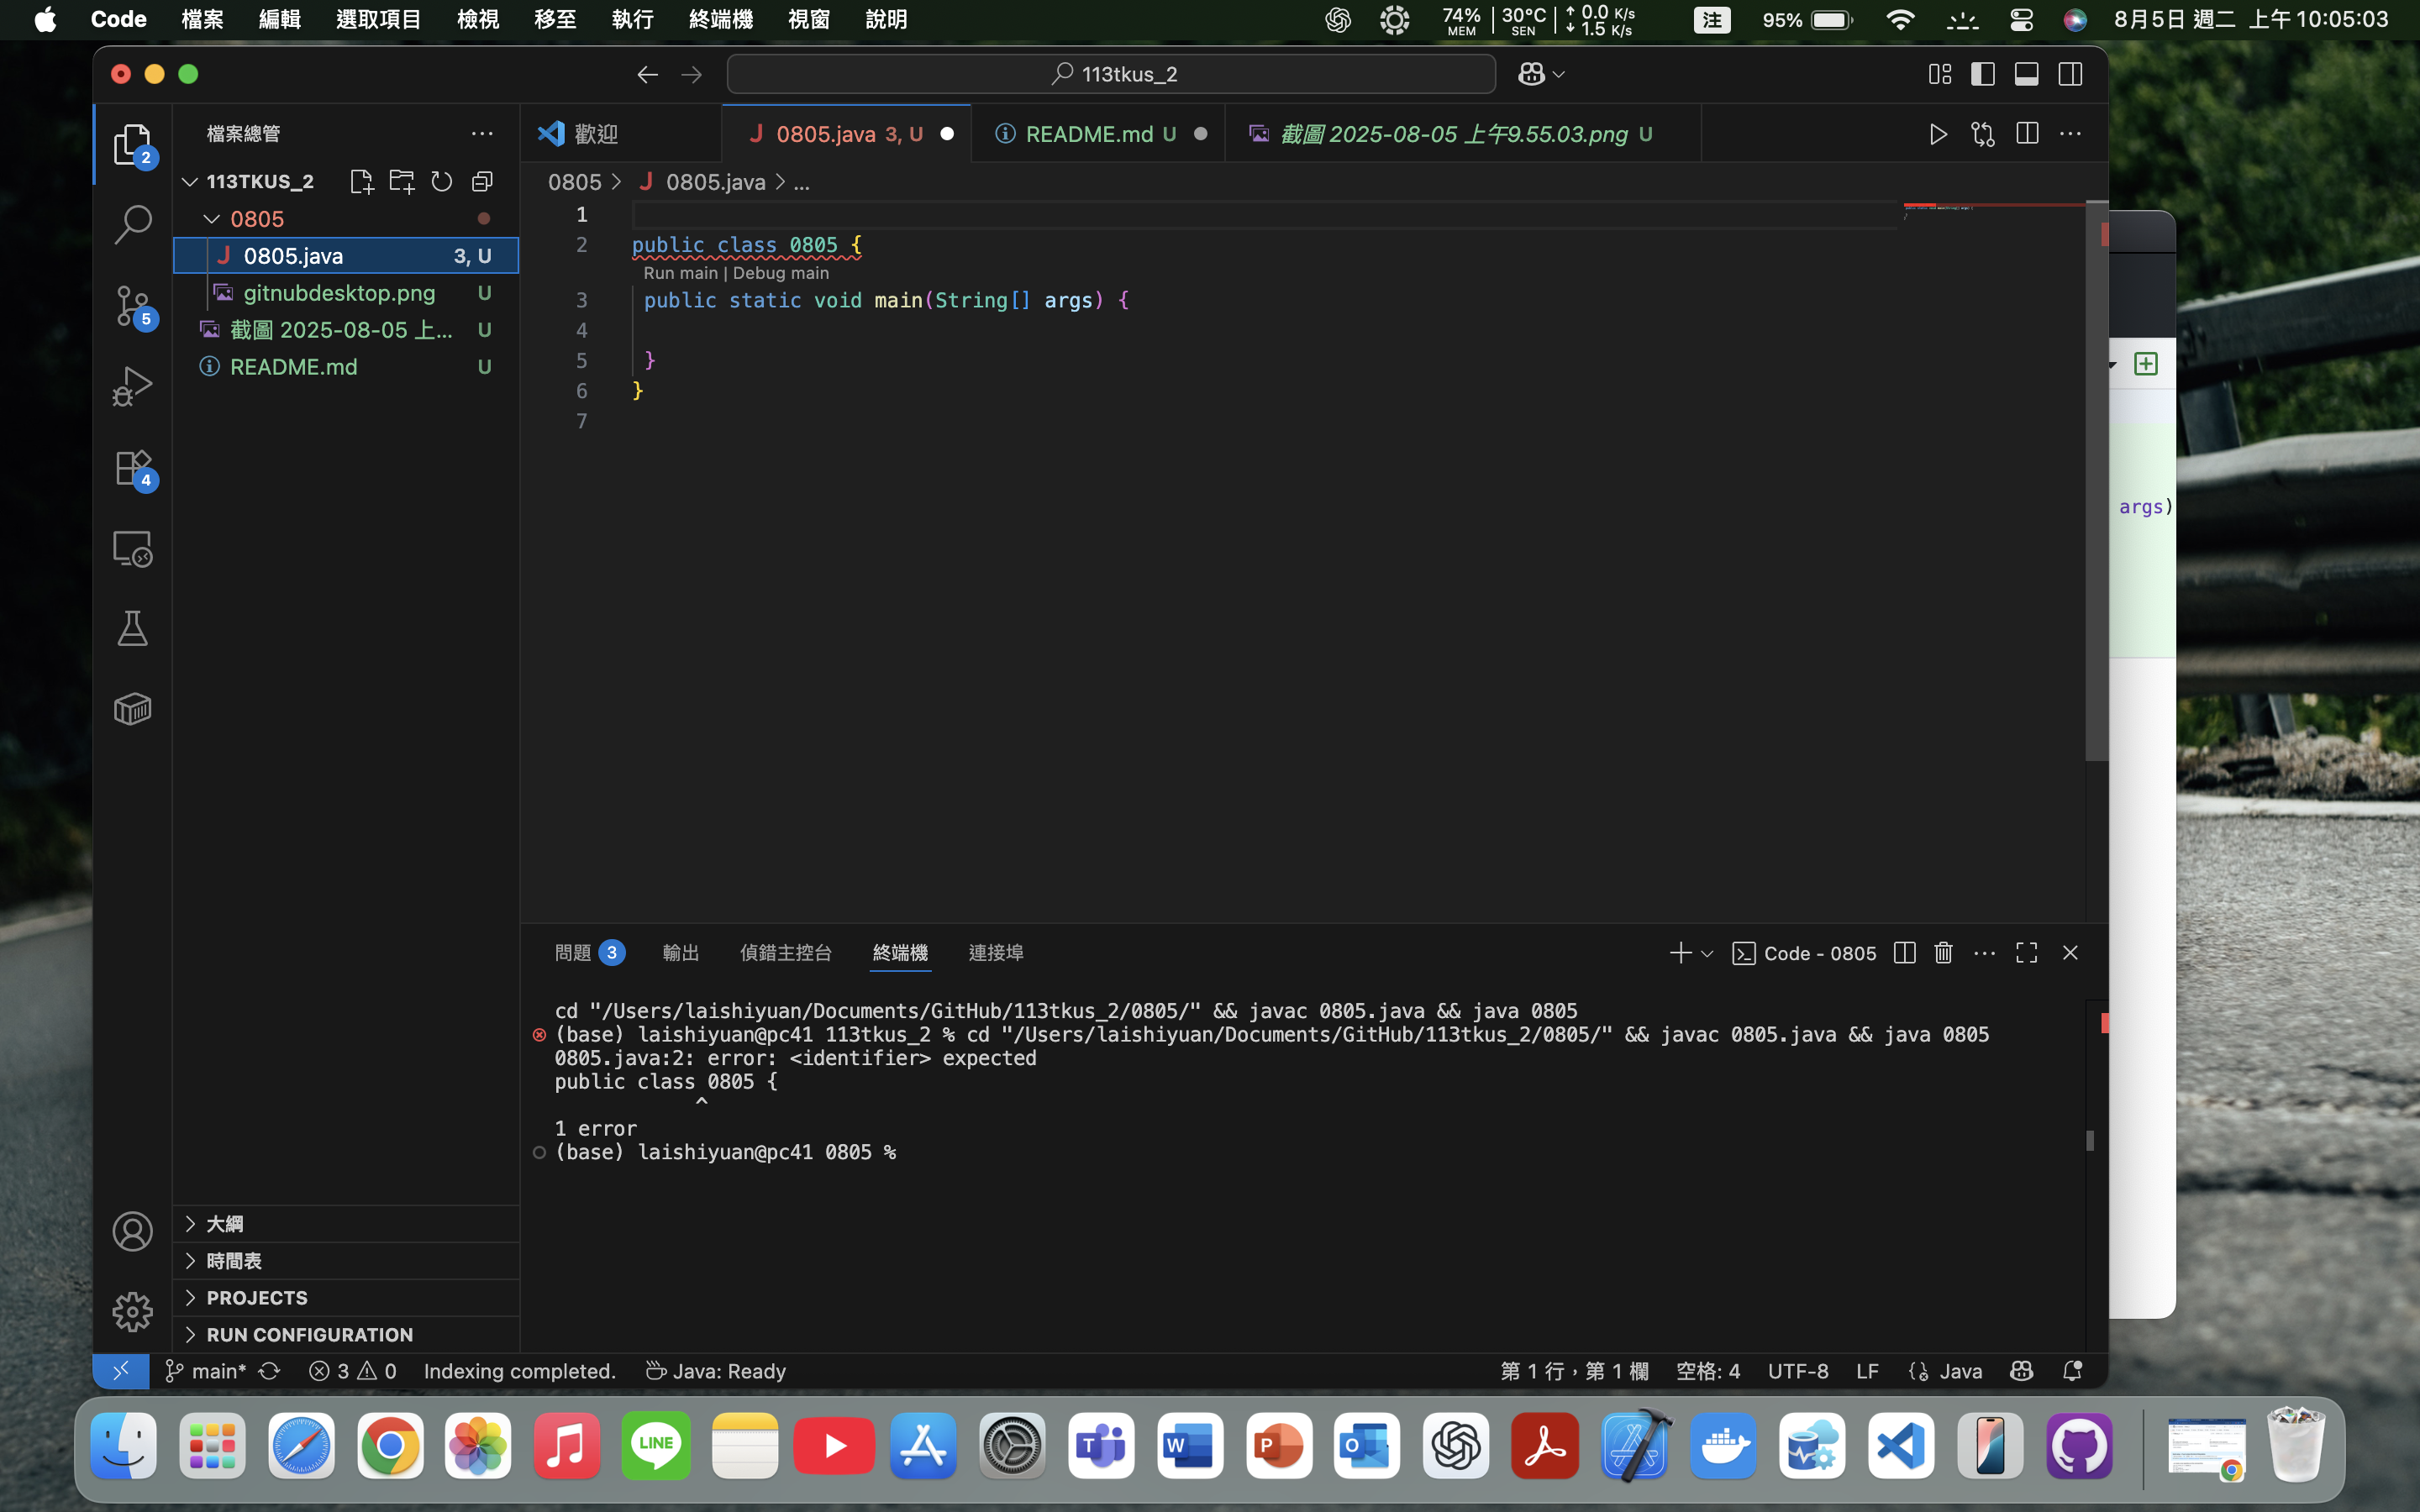 Code 檔案 編輯 選取項目 檢視 移至 執行 終端機 視窗 說明 74% MEM 30°C SEN ↑ 0.0 K/s ↓ 1.5 K/s 注 95% 8月5日 週二 上午10:05:03
113tkus_2
檔案總管 ···
歡迎 0805.java 3, U README.md U 截圖 2025-08-05 上午9.55.03.png U
113TKUS_2
0805 > 0805.java > ...
0805
0805.java 3, U
gitnubdesktop.png U
截圖 2025-08-05 上... U
README.md U
2
5
4
1
2 public class 0805 {
Run main | Debug main
3 public static void main(String[] args) {
4
5 }
6 }
7
args)
問題 3 輸出 偵錯主控台 終端機 連接埠 Code - 0805
cd "/Users/laishiyuan/Documents/GitHub/113tkus_2/0805/" && javac 0805.java && java 0805
(base) laishiyuan@pc41 113tkus_2 % cd "/Users/laishiyuan/Documents/GitHub/113tkus_2/0805/" && javac 0805.java && java 0805
0805.java:2: error: <identifier> expected
public class 0805 {
^
1 error
(base) laishiyuan@pc41 0805 %
大綱
時間表
PROJECTS
RUN CONFIGURATION
main* 3 0 Indexing completed. Java: Ready 第 1 行，第 1 欄 空格: 4 UTF-8 LF Java
LINE
T
W
P
O